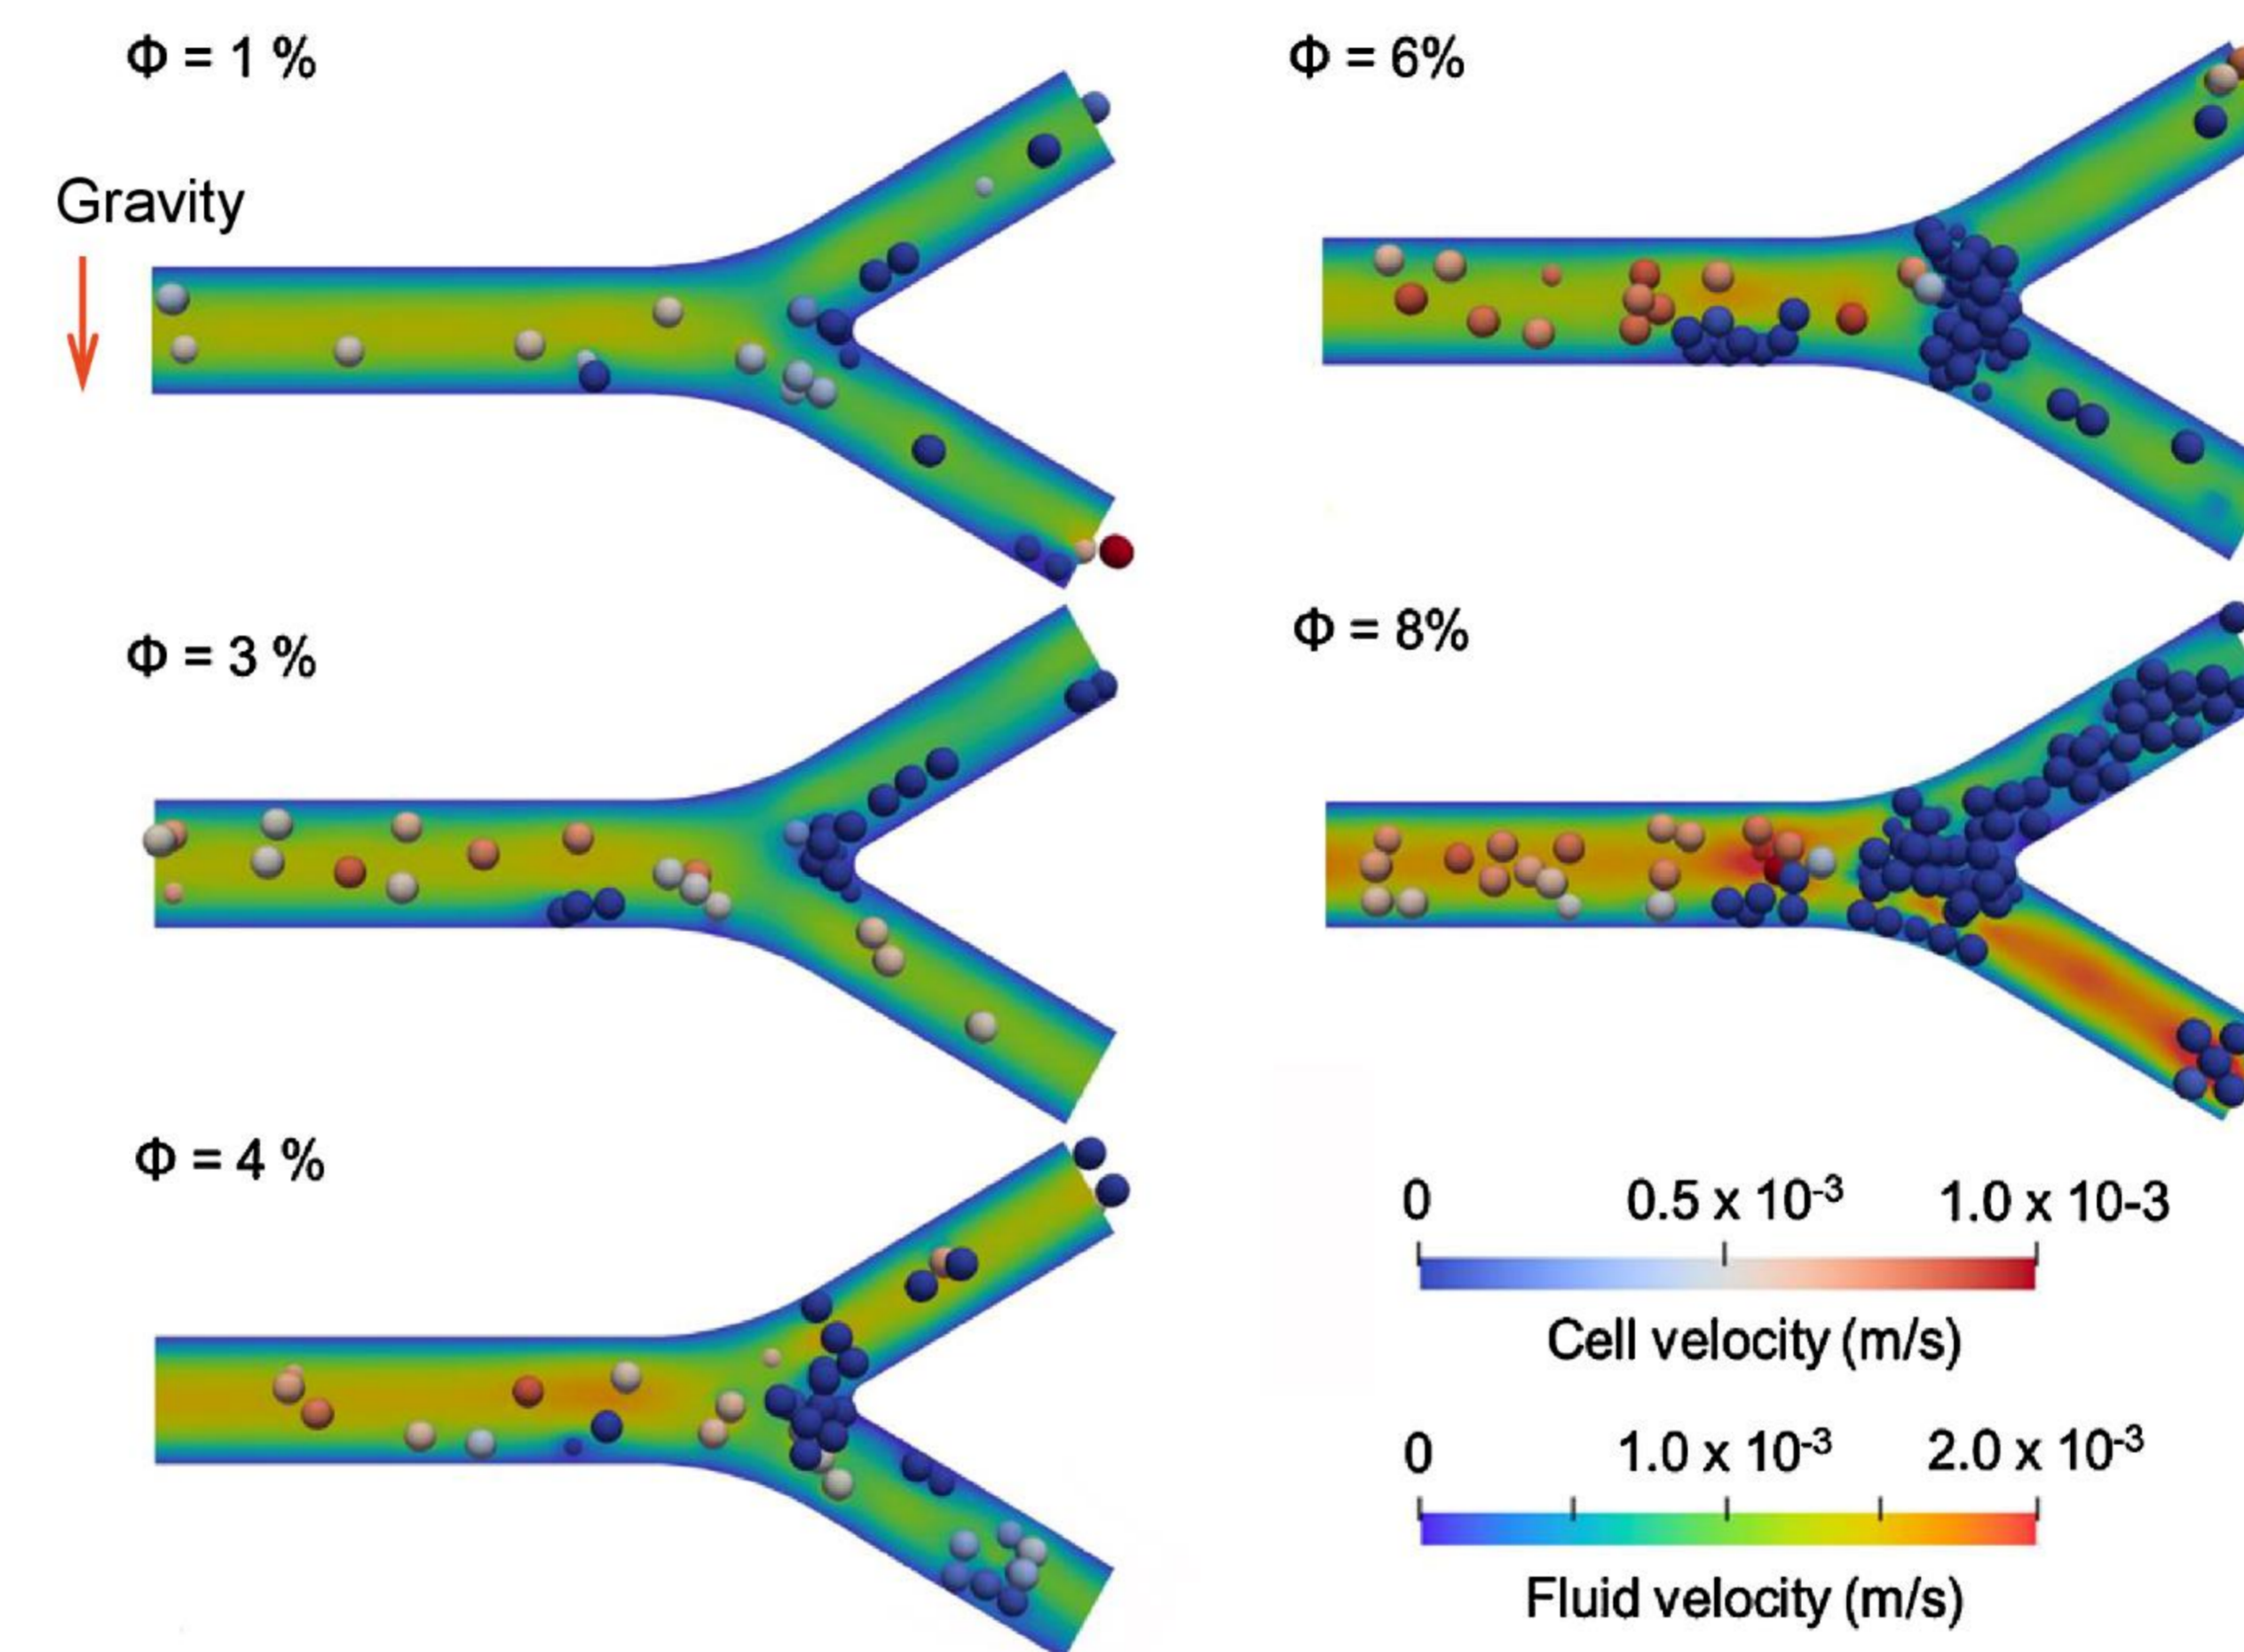 Φ = 1 %
Gravity
Φ = 3 %
Φ = 4 %
Φ = 6%
Φ = 8%
0 0.5 x 10-3 1.0 x 10-3
Cell velocity (m/s)
0 1.0 x 10-3 2.0 x 10-3
Fluid velocity (m/s)